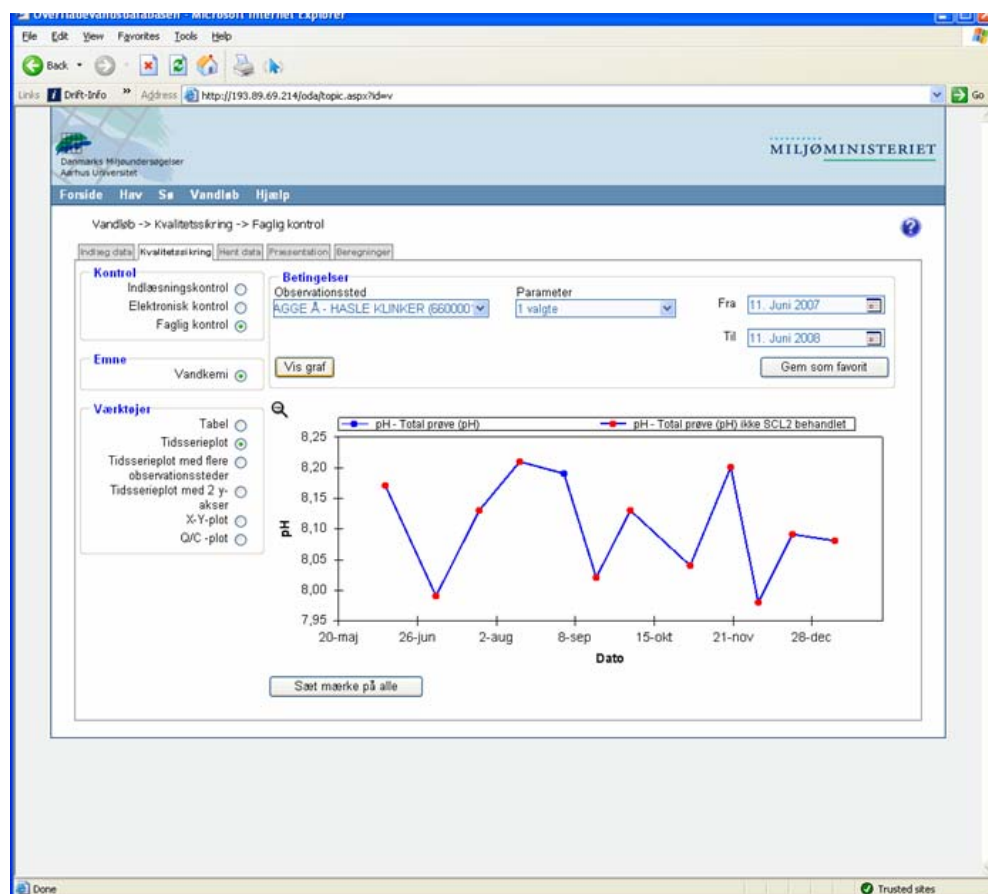 Overfladevandsdatabasen - Microsoft Internet Explorer
File Edit View Favorites Tools Help
Back
Links Drift-Info » Address http://193.89.69.214/oda/topic.aspx?id=v Go
Danmarks Miljøundersøgelser
Aarhus Universitet
MILJØMINISTERIET
Forside Hav Sø Vandløb Hjælp
Vandløb -> Kvalitetssikring -> Faglig kontrol
?
Indlæg data Kvalitetssikring Hent data Præsentation Beregninger
Kontrol
Indlæsningskontrol
Elektronisk kontrol
Faglig kontrol
Emne
Vandkemi
Værktøjer
Tabel
Tidsserieplot
Tidsserieplot med flere
observationssteder
Tidsserieplot med 2 y-
akser
X-Y-plot
Q/C -plot
Betingelser
Observationssted
AGGE Å - HASLE KLINKER (660000
Parameter
1 valgte
Fra 11. Juni 2007
Til 11. Juni 2008
Vis graf
Gem som favorit
pH - Total prøve (pH) pH - Total prøve (pH) ikke SCL2 behandlet
8,25
8,20
8,15
8,10
8,05
8,00
7,95
pH
20-maj 26-jun 2-aug 8-sep 15-okt 21-nov 28-dec
Dato
Sæt mærke på alle
Done Trusted sites